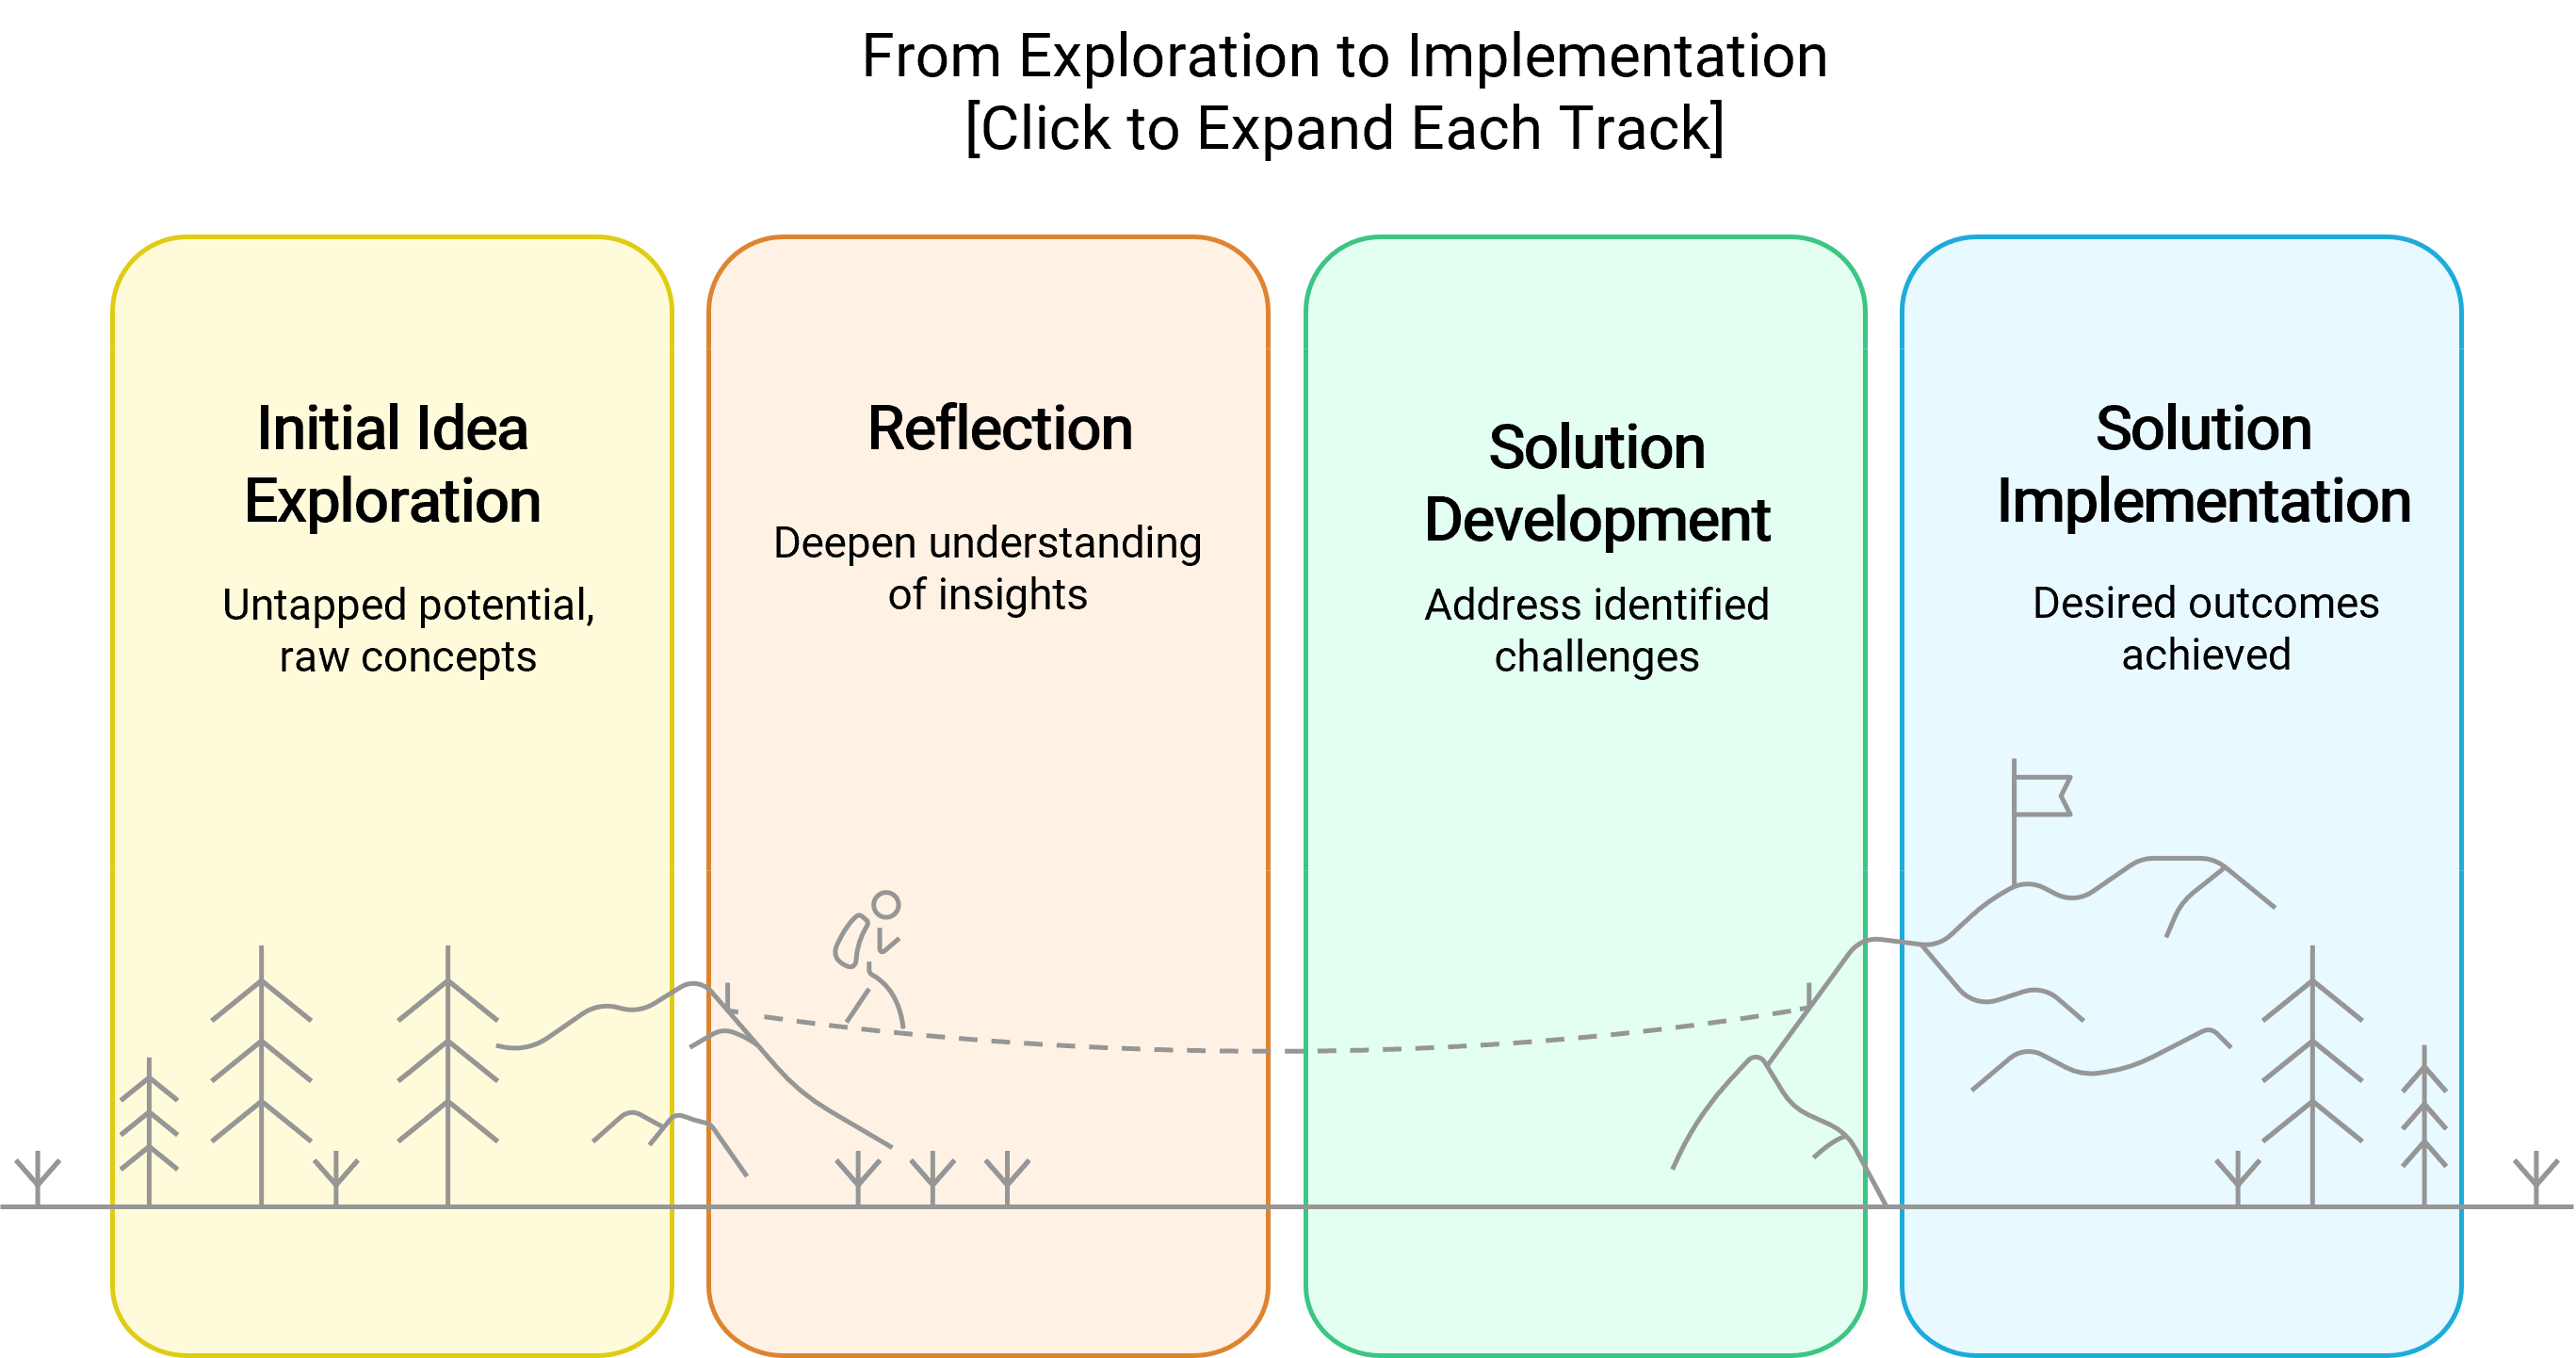 From Exploration to Implementation
[Click to Expand Each Track]
Initial Idea
Exploration
Untapped potential,
raw concepts
Reflection
Deepen understanding
of insights
Solution
Development
Address identified
challenges
Solution
Implementation
Desired outcomes
achieved